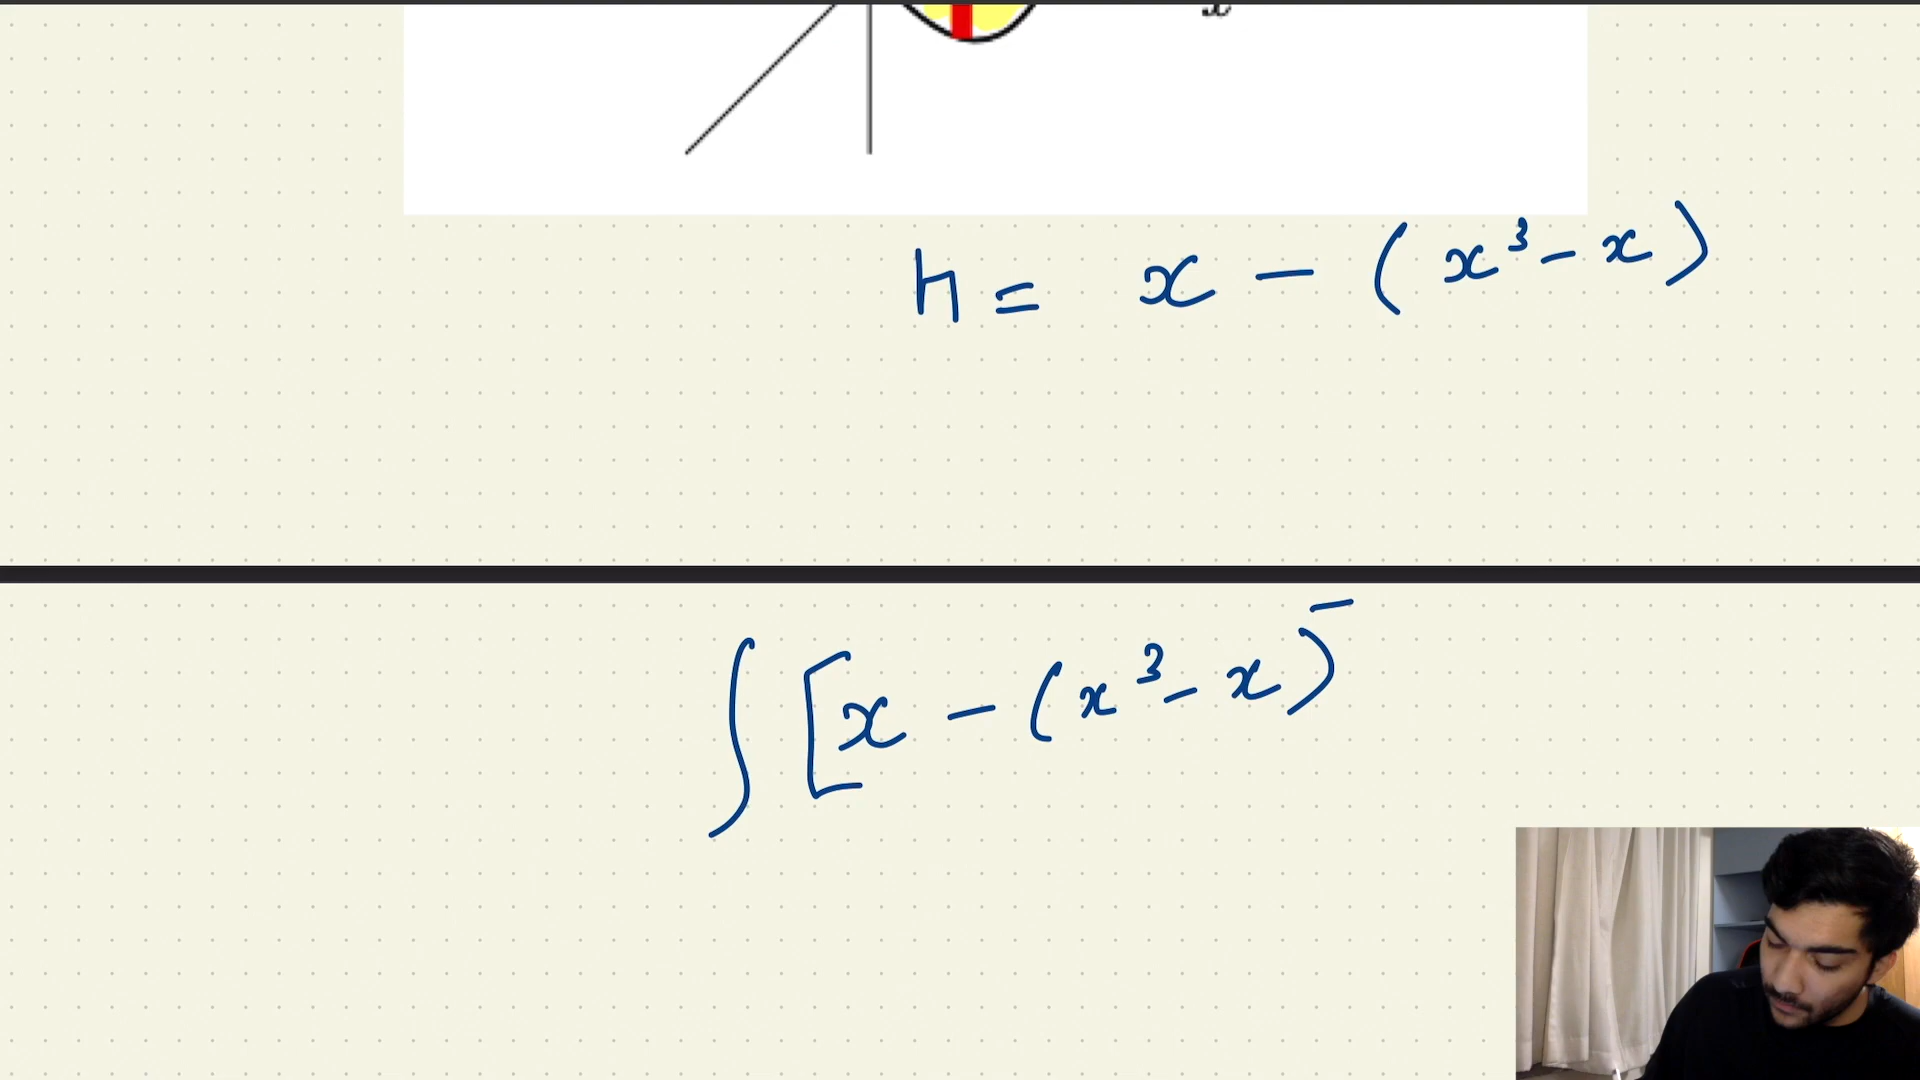 x
h = x - (x³ - x)
∫ [x - (x³ - x)